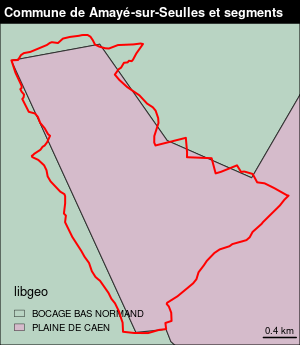 Commune de Amayé-sur-Seulles et segments
libgeo
BOCAGE BAS NORMAND
PLAINE DE CAEN
0.4 km